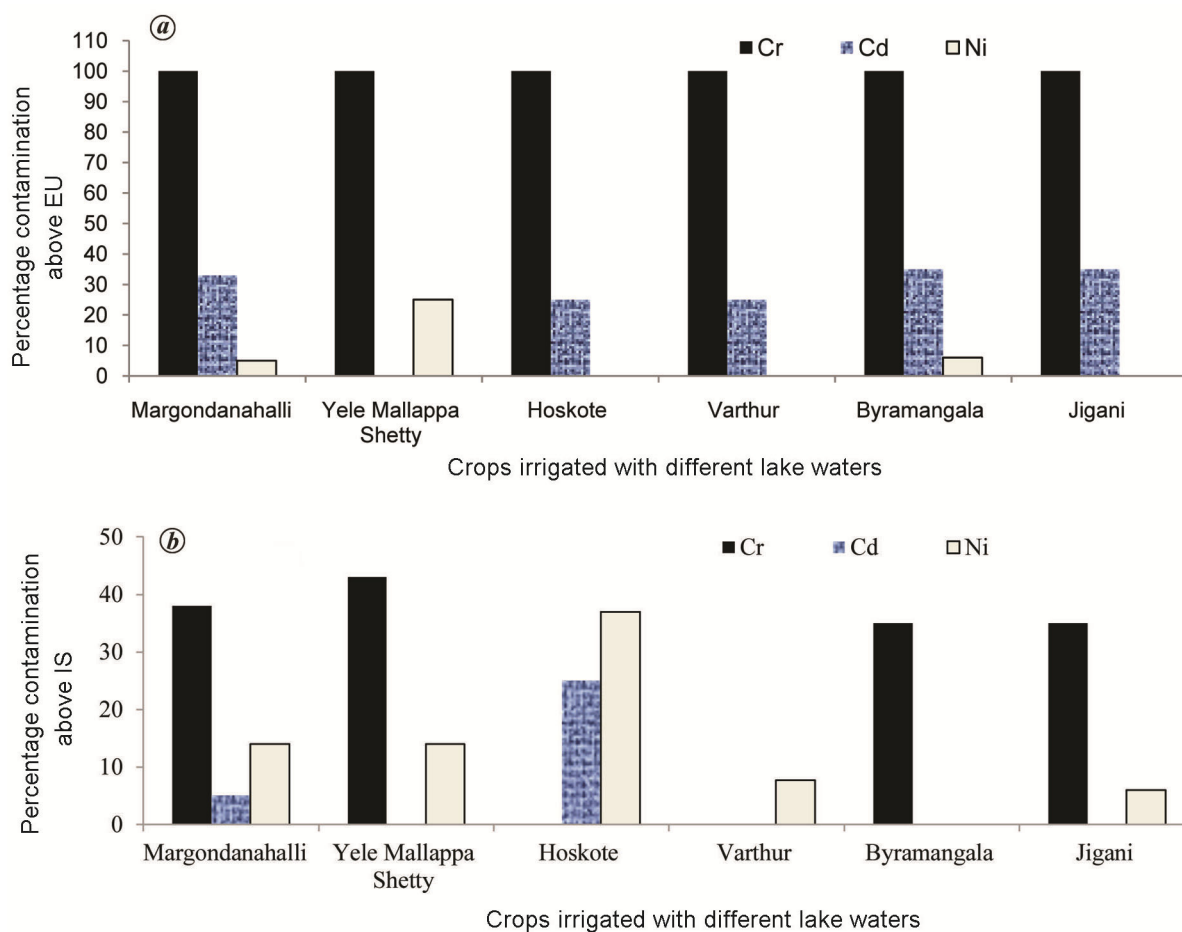 a
Cr Cd Ni
110
100
90
80
70
60
50
40
30
20
10
0
Percentage contamination
above EU
Margondanahalli Yele Mallappa Hoskote Varthur Byramangala Jigani
Shetty
Crops irrigated with different lake waters
b
Cr Cd Ni
50
40
30
20
10
0
Percentage contamination
above IS
Margondanahalli Yele Mallappa Hoskote Varthur Byramangala Jigani
Shetty
Crops irrigated with different lake waters